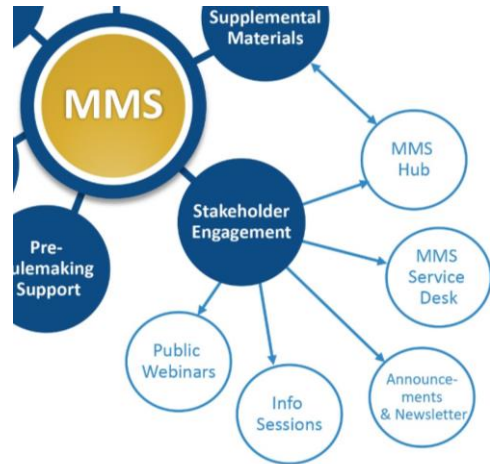 Supplemental
Materials
MMS
MMS
Hub
Stakeholder
Engagement
Pre-
ulemaking
Support
MMS
Service
Desk
Public
Webinars
Info
Sessions
Announce-
ments
& Newsletter